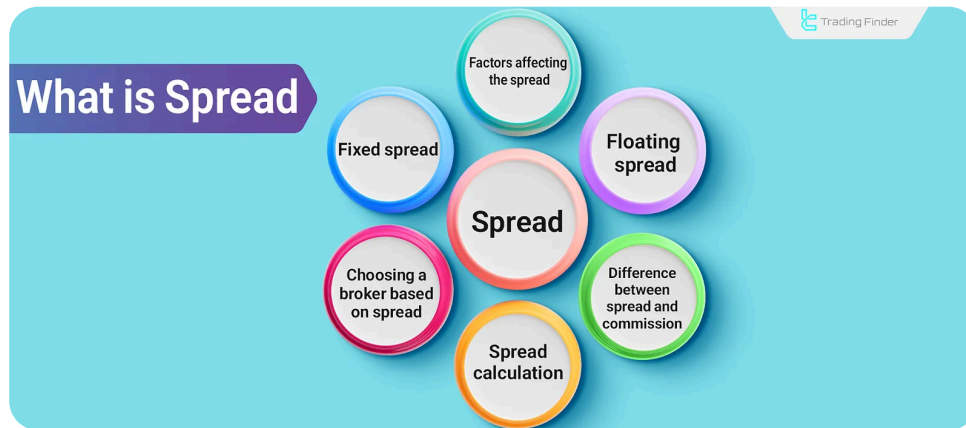 Trading Finder
What is Spread
Factors affecting
the spread
Fixed spread
Floating
spread
Spread
Choosing a
broker based
on spread
Difference
between
spread and
commission
Spread
calculation